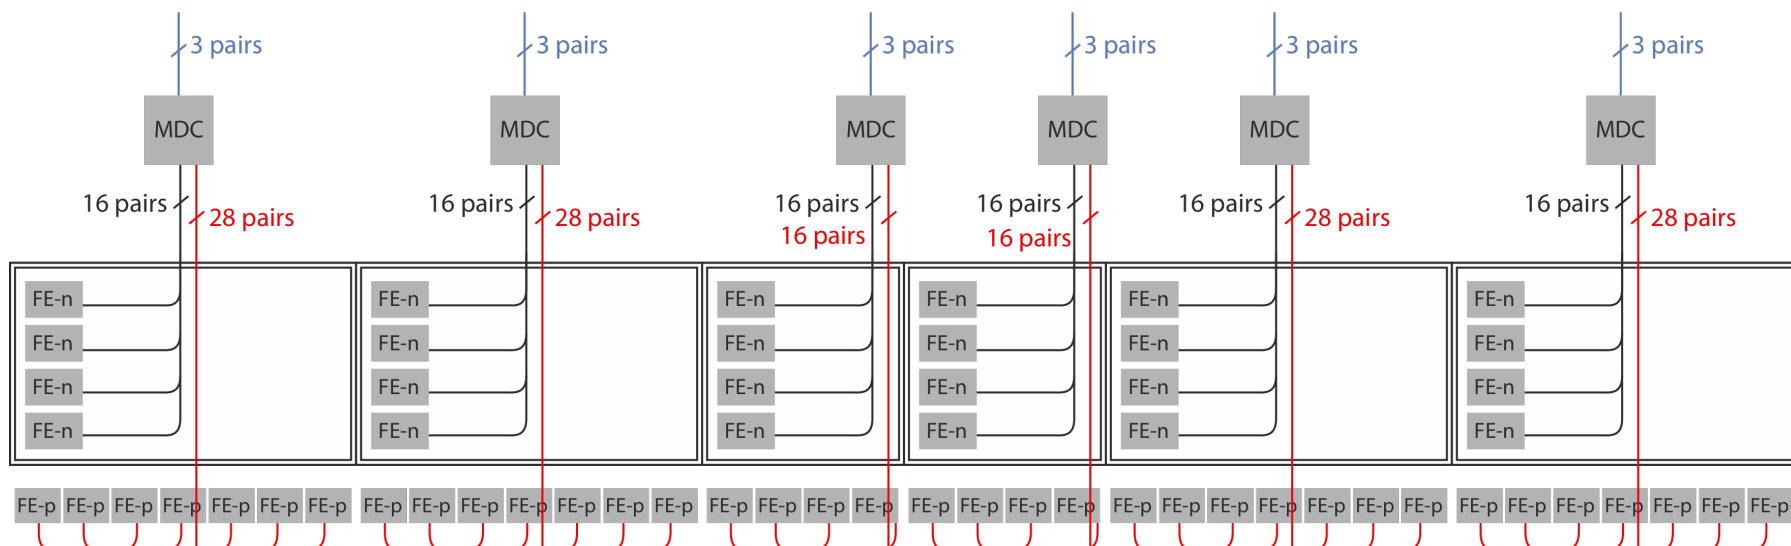 3 pairs 3 pairs 3 pairs 3 pairs 3 pairs 3 pairs
MDC MDC MDC MDC MDC MDC
16 pairs 16 pairs 16 pairs 16 pairs 16 pairs 16 pairs
28 pairs 28 pairs 16 pairs 16 pairs 28 pairs 28 pairs
FE-n FE-n FE-n FE-n FE-n FE-n
FE-n FE-n FE-n FE-n FE-n FE-n
FE-n FE-n FE-n FE-n FE-n FE-n
FE-n FE-n FE-n FE-n FE-n FE-n
FE-p FE-p FE-p FE-p FE-p FE-p FE-p FE-p FE-p FE-p FE-p FE-p FE-p FE-p FE-p FE-p FE-p FE-p FE-p FE-p FE-p FE-p FE-p FE-p FE-p FE-p FE-p FE-p FE-p FE-p FE-p FE-p FE-p FE-p FE-p FE-p